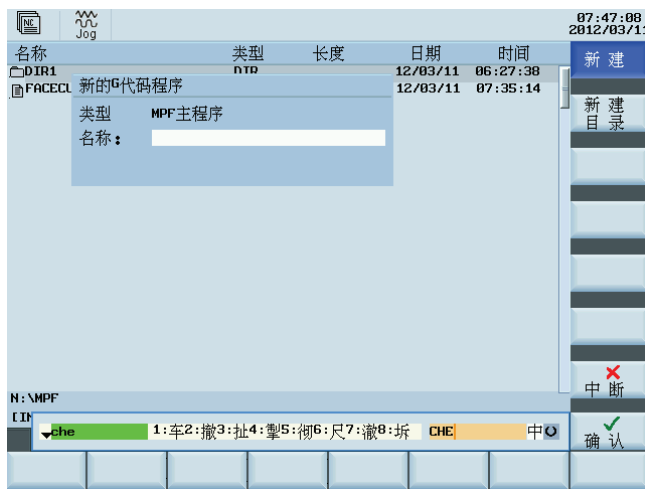 NC
Jog
07:47:08
2012/03/1
名称 类型 长度 日期 时间
DIR1 DIR 12/03/11 06:27:38
FACECU 12/03/11 07:35:14
新的G代码程序
类型 MPF主程序
名称:
新建
新建
目录
中断
确认
N:\MPF
che 1:车2:撤3:扯4:掣5:彻6:尺7:澈8:坼 CHE 中